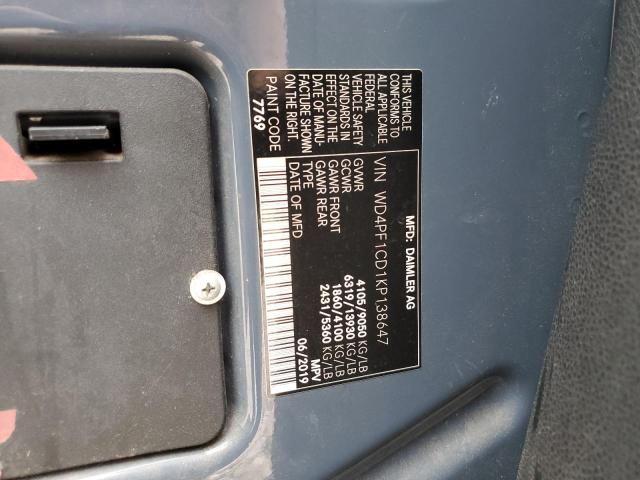 MFD: DAIMLER AG
VIN WD4PF1CD1KP138647
GVWR 4105/9050 KG/LB
GCWR 6319/13930 KG/LB
GAWR FRONT 1860/4100 KG/LB
GAWR REAR 2431/5360 KG/LB
TYPE MPV
DATE OF MFD 06/2019
THIS VEHICLE
CONFORMS TO
ALL APPLICABLE
FEDERAL
VEHICLE SAFETY
STANDARDS IN
EFFECT ON THE
DATE OF MANU-
FACTURE SHOWN
ON THE RIGHT.
PAINT CODE
7769